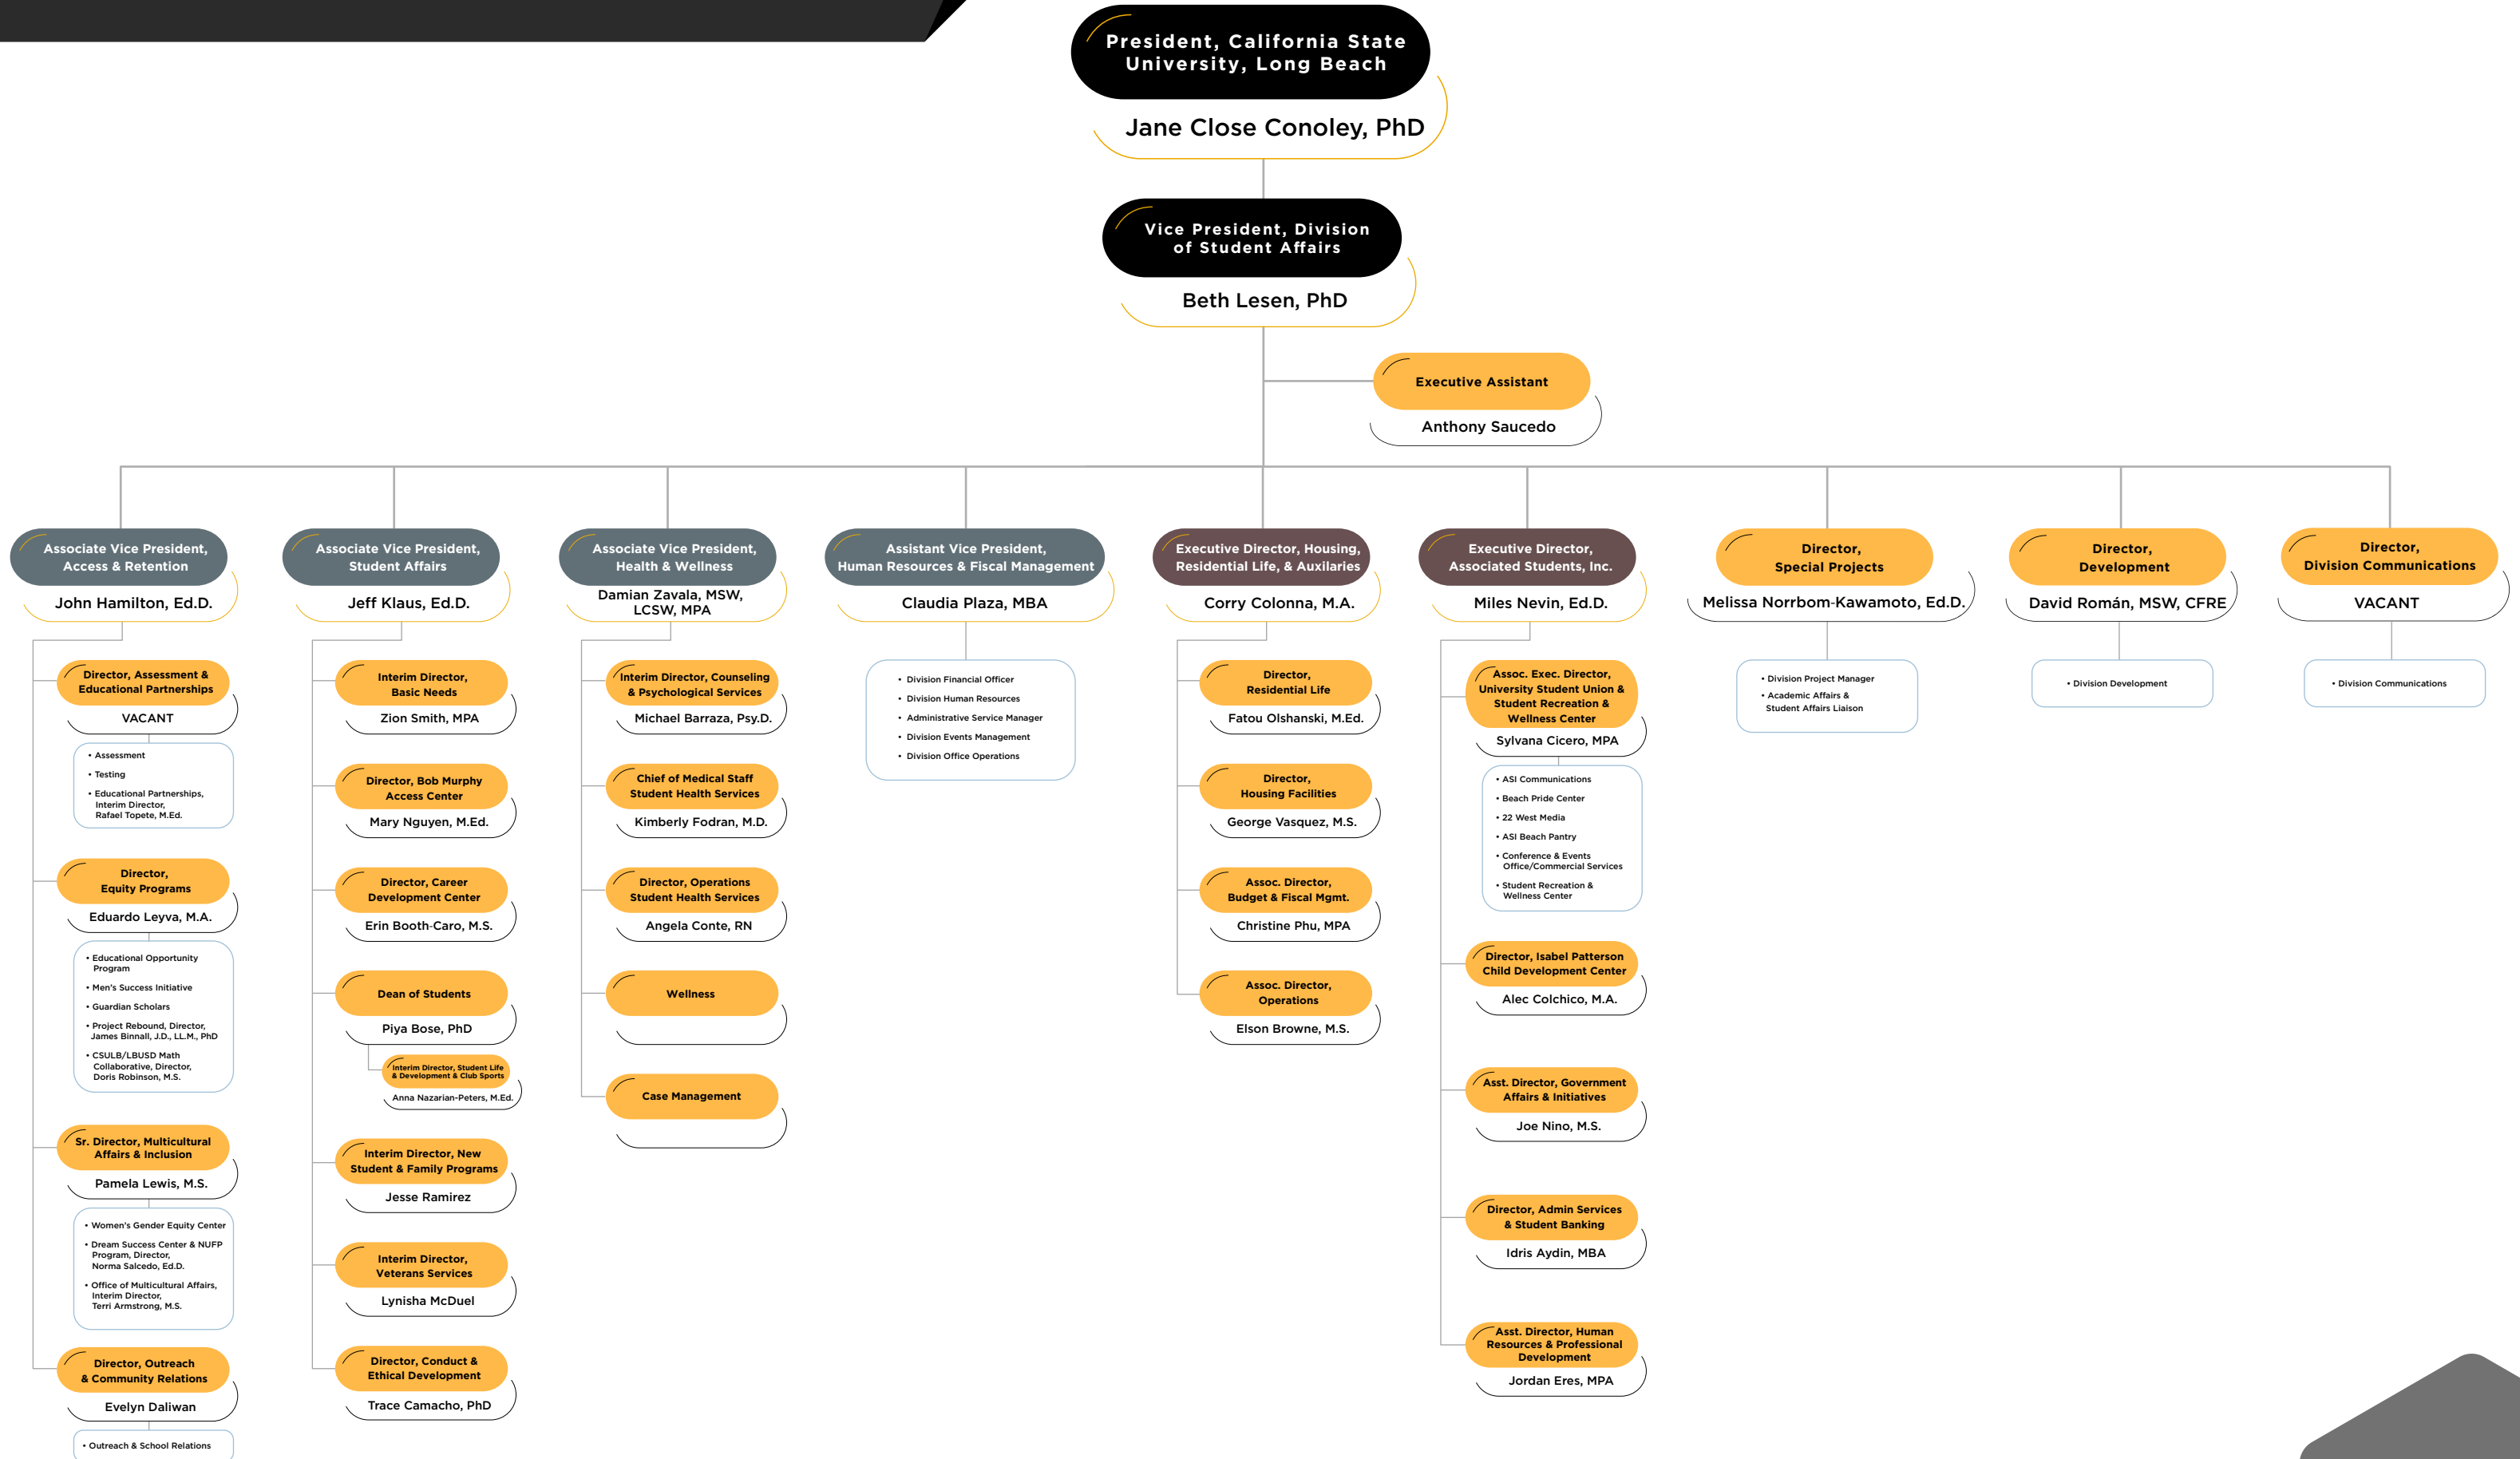 President, California State
University, Long Beach
Jane Close Conoley, PhD
Vice President, Division
of Student Affairs
Beth Lesen, PhD
Executive Assistant
Anthony Saucedo
Associate Vice President,
Access & Retention
John Hamilton, Ed.D.
Director, Assessment &
Educational Partnerships
VACANT
• Assessment
• Testing
• Educational Partnerships,
Interim Director,
Rafael Topete, M.Ed.
Director,
Equity Programs
Eduardo Leyva, M.A.
• Educational Opportunity
Program
• Men's Success Initiative
• Guardian Scholars
• Project Rebound, Director,
James Binnall, J.D., LL.M., PhD
• CSULB/LBUSD Math
Collaborative, Director,
Doris Robinson, M.S.
Sr. Director, Multicultural
Affairs & Inclusion
Pamela Lewis, M.S.
• Women's Gender Equity Center
• Dream Success Center & NUFP
Program, Director,
Norma Salcedo, Ed.D.
• Office of Multicultural Affairs,
Interim Director,
Terri Armstrong, M.S.
Director, Outreach
& Community Relations
Evelyn Daliwan
• Outreach & School Relations
Associate Vice President,
Student Affairs
Jeff Klaus, Ed.D.
Interim Director,
Basic Needs
Zion Smith, MPA
Director, Bob Murphy
Access Center
Mary Nguyen, M.Ed.
Director, Career
Development Center
Erin Booth-Caro, M.S.
Dean of Students
Piya Bose, PhD
Interim Director, Student Life
& Development & Club Sports
Anna Nazarian-Peters, M.Ed.
Interim Director, New
Student & Family Programs
Jesse Ramirez
Interim Director,
Veterans Services
Lynisha McDuel
Director, Conduct &
Ethical Development
Trace Camacho, PhD
Associate Vice President,
Health & Wellness
Damian Zavala, MSW,
LCSW, MPA
Interim Director, Counseling
& Psychological Services
Michael Barraza, Psy.D.
Chief of Medical Staff
Student Health Services
Kimberly Fodran, M.D.
Director, Operations
Student Health Services
Angela Conte, RN
Wellness
Case Management
Assistant Vice President,
Human Resources & Fiscal Management
Claudia Plaza, MBA
• Division Financial Officer
• Division Human Resources
• Administrative Service Manager
• Division Events Management
• Division Office Operations
Executive Director, Housing,
Residential Life, & Auxilaries
Corry Colonna, M.A.
Director,
Residential Life
Fatou Olshanski, M.Ed.
Director,
Housing Facilities
George Vasquez, M.S.
Assoc. Director,
Budget & Fiscal Mgmt.
Christine Phu, MPA
Assoc. Director,
Operations
Elson Browne, M.S.
Executive Director,
Associated Students, Inc.
Miles Nevin, Ed.D.
Assoc. Exec. Director,
University Student Union &
Student Recreation &
Wellness Center
Sylvana Cicero, MPA
• ASI Communications
• Beach Pride Center
• 22 West Media
• ASI Beach Pantry
• Conference & Events
Office/Commercial Services
• Student Recreation &
Wellness Center
Director, Isabel Patterson
Child Development Center
Alec Colchico, M.A.
Asst. Director, Government
Affairs & Initiatives
Joe Nino, M.S.
Director, Admin Services
& Student Banking
Idris Aydin, MBA
Asst. Director, Human
Resources & Professional
Development
Jordan Eres, MPA
Director,
Special Projects
Melissa Norrbom-Kawamoto, Ed.D.
• Division Project Manager
• Academic Affairs &
Student Affairs Liaison
Director,
Development
David Román, MSW, CFRE
• Division Development
Director,
Division Communications
VACANT
• Division Communications